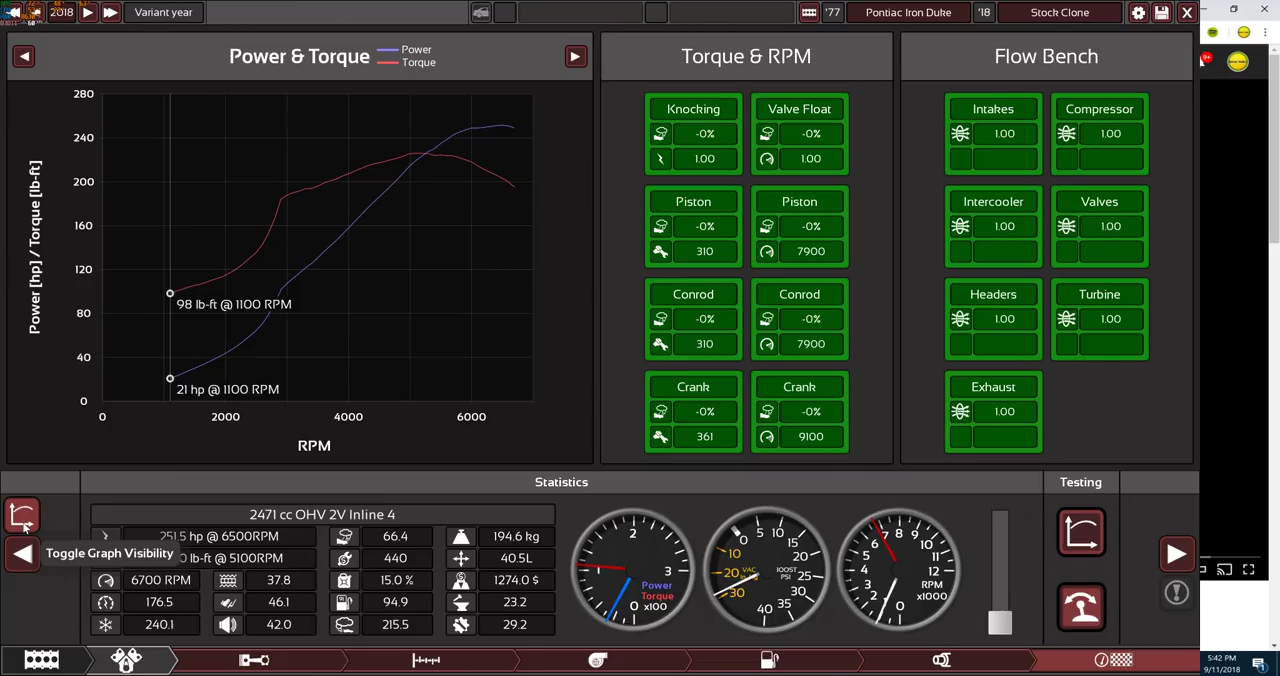 2018
Variant year
'77
Pontiac Iron Duke
'18
Stock Clone
Power & Torque
Power
Torque
Power [hp] / Torque [lb-ft]
280
240
200
160
120
80
40
0
98 lb-ft @ 1100 RPM
21 hp @ 1100 RPM
0
2000
4000
6000
RPM
Torque & RPM
Knocking
-0%
1.00
Valve Float
-0%
1.00
Piston
-0%
310
Piston
-0%
7900
Conrod
-0%
310
Conrod
-0%
7900
Crank
-0%
361
Crank
-0%
9100
Flow Bench
Intakes
1.00
Compressor
1.00
Intercooler
1.00
Valves
1.00
Headers
1.00
Turbine
1.00
Exhaust
1.00
9+
Statistics
Testing
Toggle Graph Visibility
2471 cc OHV 2V Inline 4
251.5 hp @ 6500RPM
66.4
194.6 kg
lb-ft @ 5100RPM
440
40.5L
6700 RPM
37.8
15.0 %
1274.0 $
176.5
46.1
94.9
23.2
240.1
42.0
215.5
29.2
0
1
2
3
Power
Torque
x100
0
5
10
15
20
25
30
35
40
10
20
30
VAC
PSI
0
2
3
4
5
6
7
8
9
10
11
12
13
RPM
x1000
5:42 PM
9/11/2018